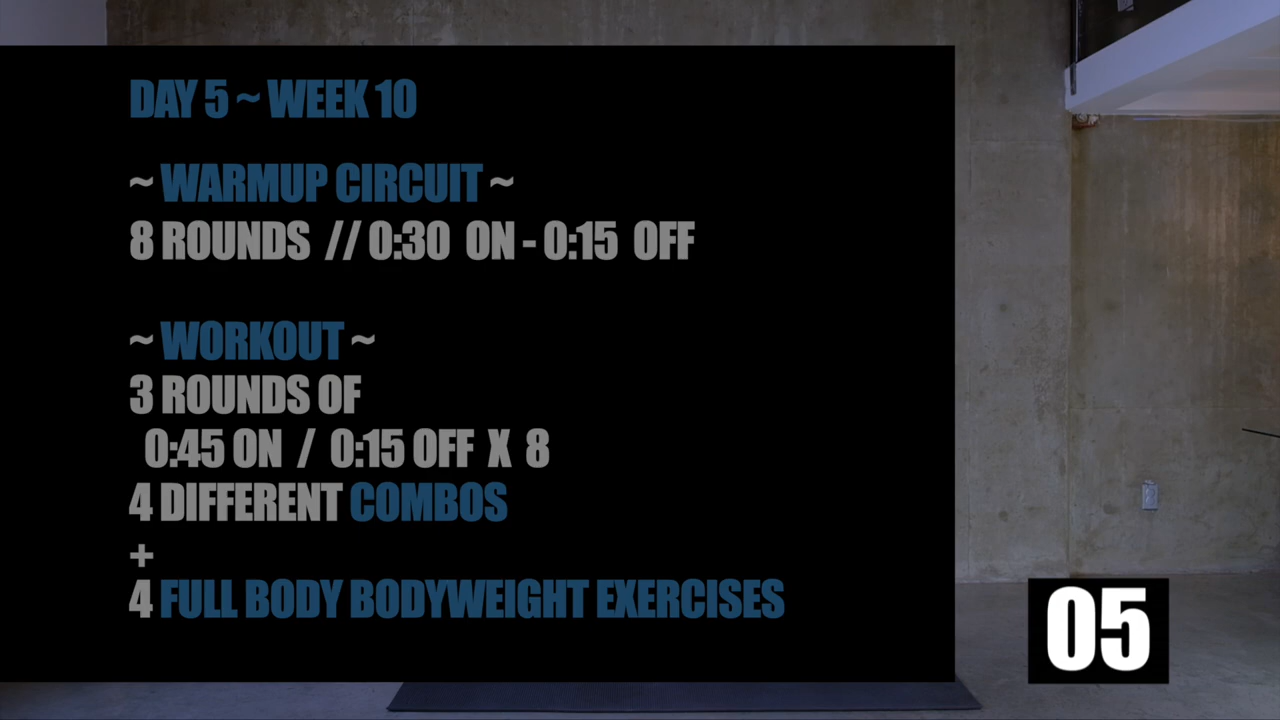 DAY 5 ~ WEEK 10
~ WARMUP CIRCUIT ~
8 ROUNDS // 0:30 ON - 0:15 OFF
~ WORKOUT ~
3 ROUNDS OF
0:45 ON / 0:15 OFF X 8
4 DIFFERENT COMBOS
+
4 FULL BODY BODYWEIGHT EXERCISES
05